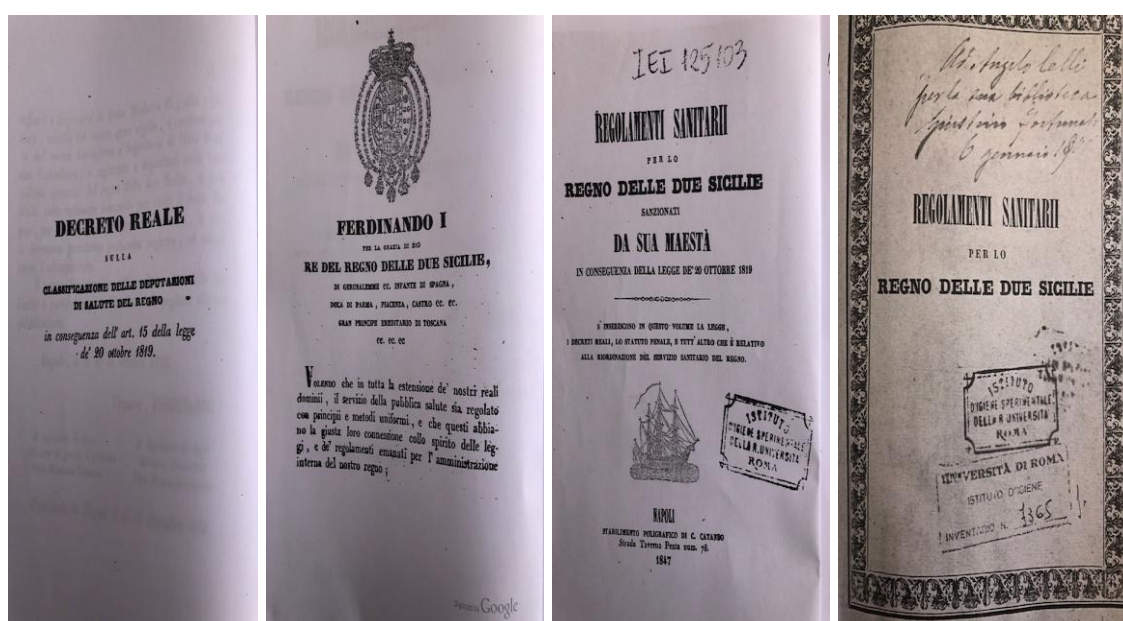 DECRETO REALE
SULLA
CLASSIFICAZIONE DELLE DEPUTAZIONI
DI SALUTE DEL REGNO
in conseguenza dell' art. 15 della legge
de' 20 ottobre 1819.
FERDINANDO I
PER LA GRAZIA DI DIO
RE DEL REGNO DELLE DUE SICILIE,
DI GERUSALEMME EC. INFANTE DI SPAGNA,
DUCA DI PARMA, PIACENZA, CASTRO EC. EC.
GRAN PRINCIPE EREDITARIO DI TOSCANA
EC. EC. EC
VOLENDO che in tutta la estensione de' nostri reali
dominii, il servizio della pubblica salute sia regolato
con principii e metodi uniformi, e che questi abbia-
no la giusta loro connessione collo spirito delle leg-
gi, e de' regolamenti emanati per l' amministrazione
interna del nostro regno;
Digitized by Google
IEI 125103
REGOLAMENTI SANITARII
PER LO
REGNO DELLE DUE SICILIE
SANZIONATI
DA SUA MAESTÀ
IN CONSEGUENZA DELLA LEGGE DE' 20 OTTOBRE 1819
S' INSERISCONO IN QUESTO VOLUME LA LEGGE,
I DECRETI REALI, LO STATUTO PENALE, E TUTT' ALTRO CHE È RELATIVO
ALLA RIORDINAZIONE DEL SERVIZIO SANITARIO DEL REGNO.
ISTITUTO
D'IGIENE SPERIMENTALE
DELLA R. UNIVERSITÀ
ROMA
NAPOLI
STABILIMENTO POLIGRAFICO DI C. CATANEO
Strada Taverna Penta num. 78.
1847
Ad Angelo Celli
per la sua biblioteca
Giustino Fortunato
6 gennaio
REGOLAMENTI SANITARII
PER LO
REGNO DELLE DUE SICILIE
ISTITUTO
D'IGIENE SPERIMENTALE
DELLA R. UNIVERSITÀ
ROMA
UNIVERSITÀ DI ROMA
ISTITUTO D'IGIENE
INVENTARIO N. 1365